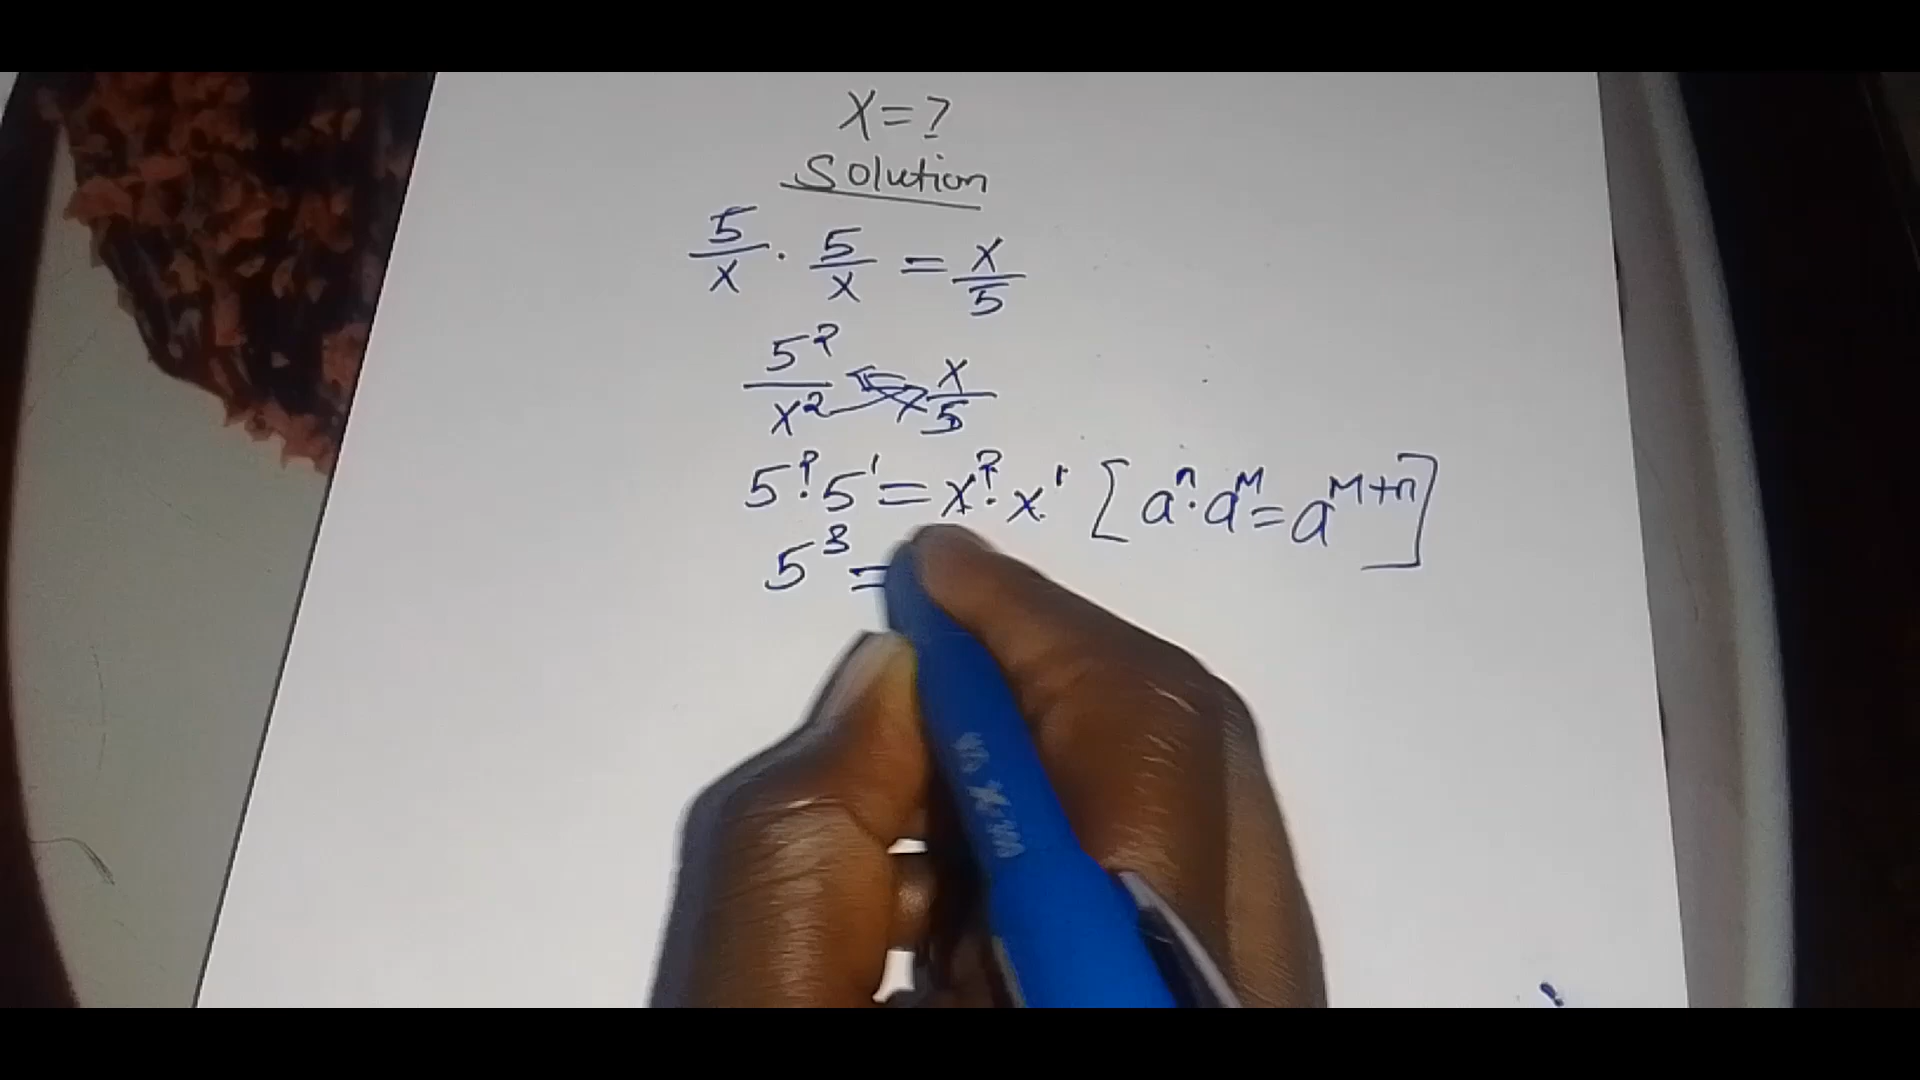 X=?
Solution
5/x · 5/x = x/5
5²/x² x/5
5²·5¹=x²·x¹ [aⁿ·aᴹ=aᴹ⁺ⁿ]
5³=